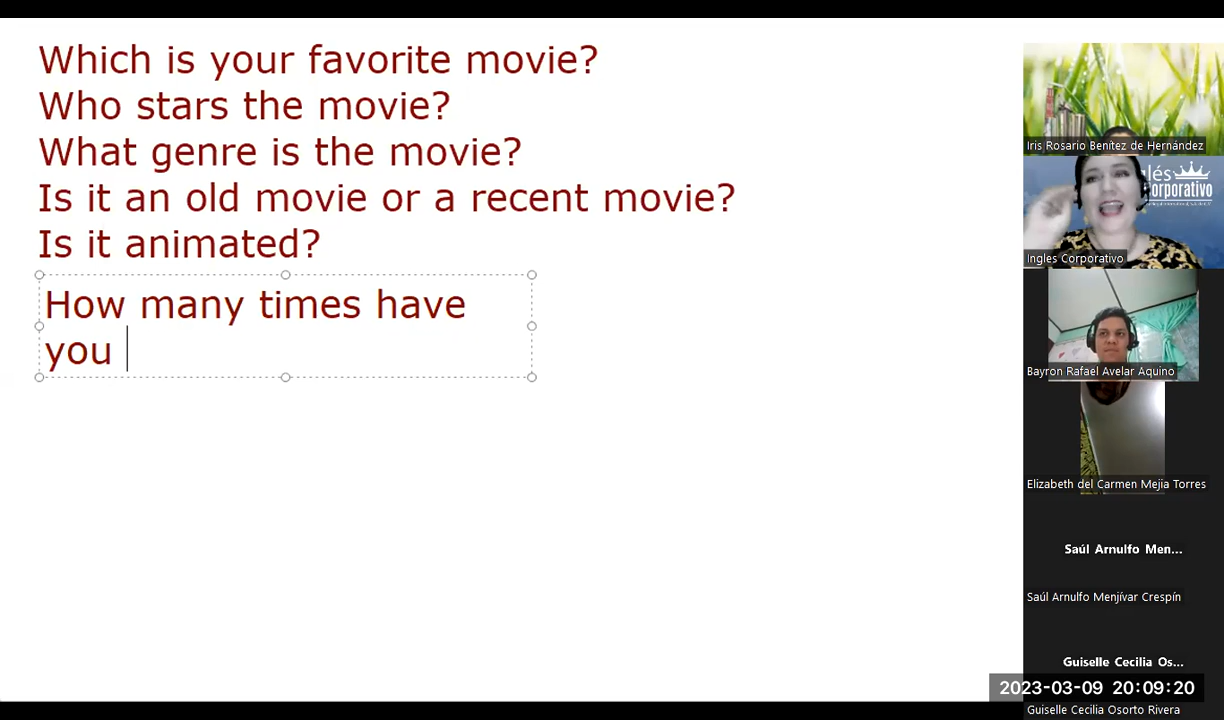 Which is your favorite movie?
Who stars the movie?
What genre is the movie?
Is it an old movie or a recent movie?
Is it animated?
How many times have
you
Iris Rosario Benítez de Hernández
glés
orporativo
Ingles Corporativo
Bayron Rafael Avelar Aquino
Elizabeth del Carmen Mejia Torres
Saúl Arnulfo Men...
Saúl Arnulfo Menjívar Crespín
Guiselle Cecilia Os...
2023-03-09 20:09:20
Guiselle Cecilia Osorto Rivera